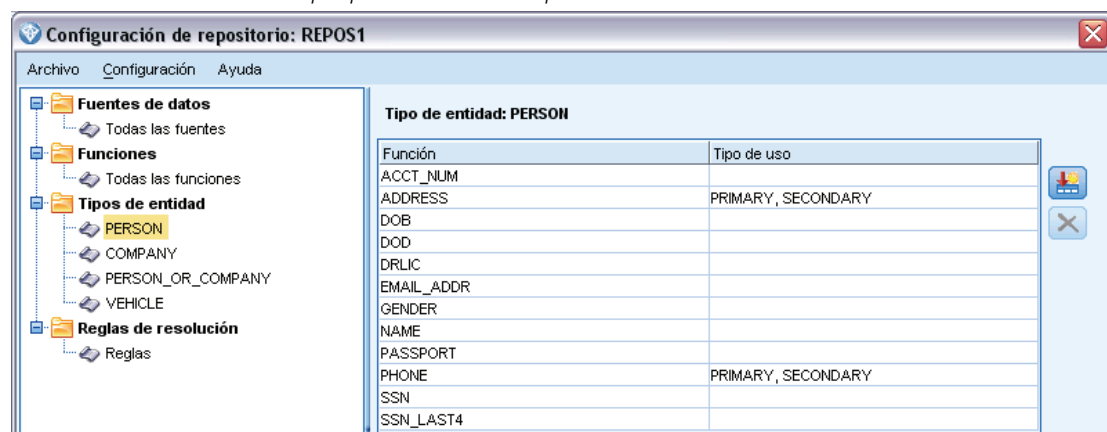 Configuración de repositorio: REPOS1
Archivo Configuración Ayuda
Fuentes de datos
Todas las fuentes
Funciones
Todas las funciones
Tipos de entidad
PERSON
COMPANY
PERSON_OR_COMPANY
VEHICLE
Reglas de resolución
Reglas
Tipo de entidad: PERSON
Función Tipo de uso
ACCT_NUM
ADDRESS PRIMARY, SECONDARY
DOB
DOD
DRLIC
EMAIL_ADDR
GENDER
NAME
PASSPORT
PHONE PRIMARY, SECONDARY
SSN
SSN_LAST4